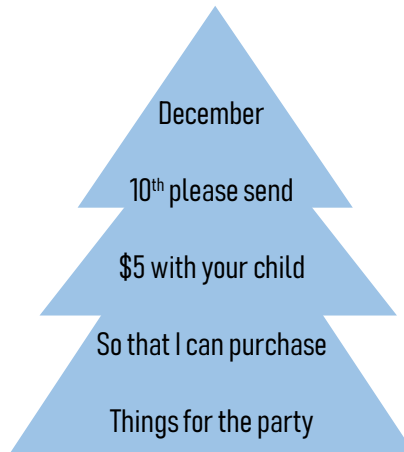 December
10th please send
$5 with your child
So that I can purchase
Things for the party